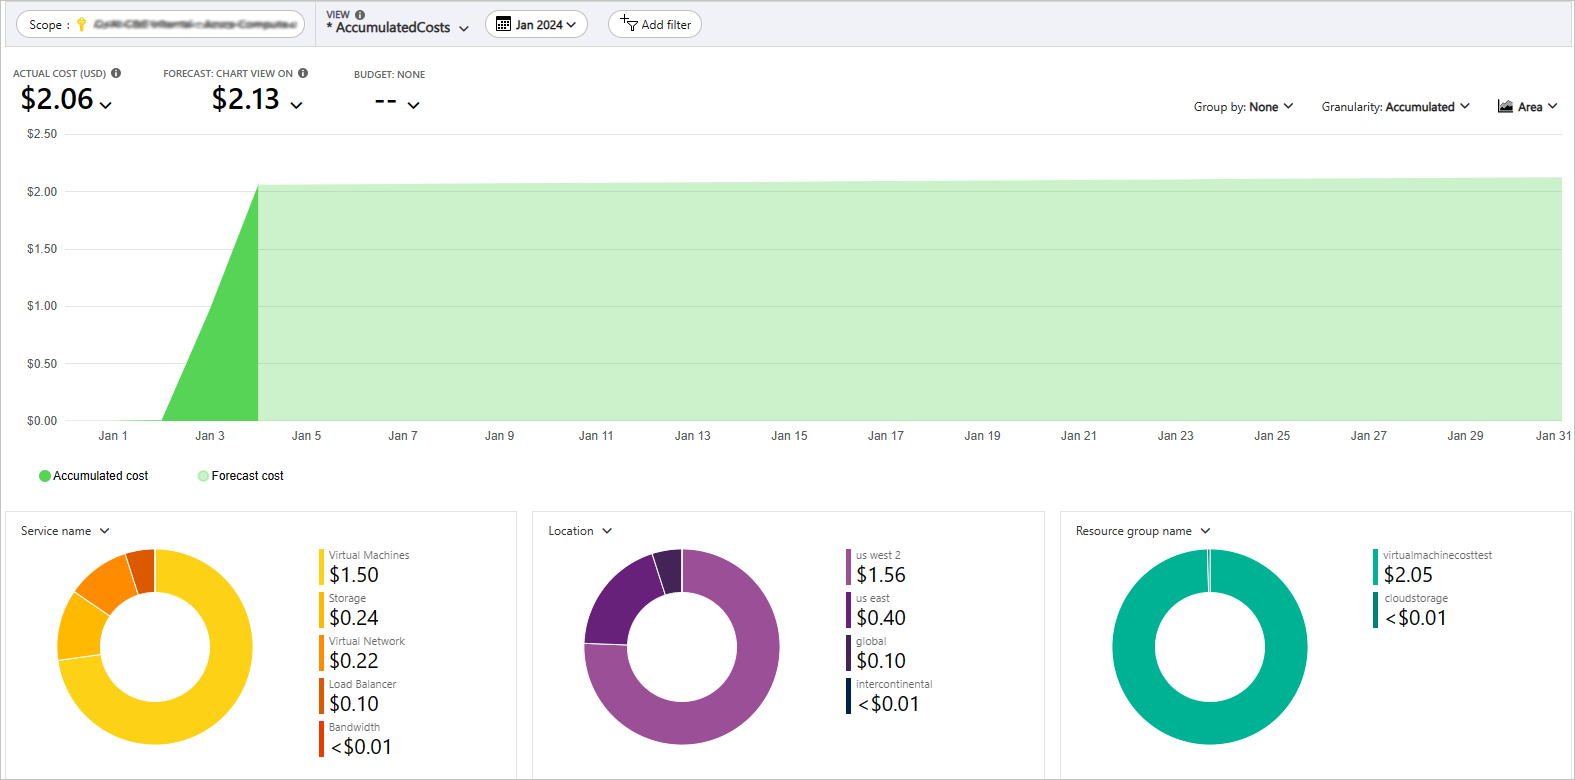 Scope :
VIEW
* AccumulatedCosts
Jan 2024
Add filter
ACTUAL COST (USD)
$2.06
FORECAST: CHART VIEW ON
$2.13
BUDGET: NONE
--
Group by: None
Granularity: Accumulated
Area
$2.50
$2.00
$1.50
$1.00
$0.50
$0.00
Jan 1
Jan 3
Jan 5
Jan 7
Jan 9
Jan 11
Jan 13
Jan 15
Jan 17
Jan 19
Jan 21
Jan 23
Jan 25
Jan 27
Jan 29
Jan 31
Accumulated cost
Forecast cost
Service name
Virtual Machines
$1.50
Storage
$0.24
Virtual Network
$0.22
Load Balancer
$0.10
Bandwidth
<$0.01
Location
us west 2
$1.56
us east
$0.40
global
$0.10
intercontinental
<$0.01
Resource group name
virtualmachinecosttest
$2.05
cloudstorage
<$0.01